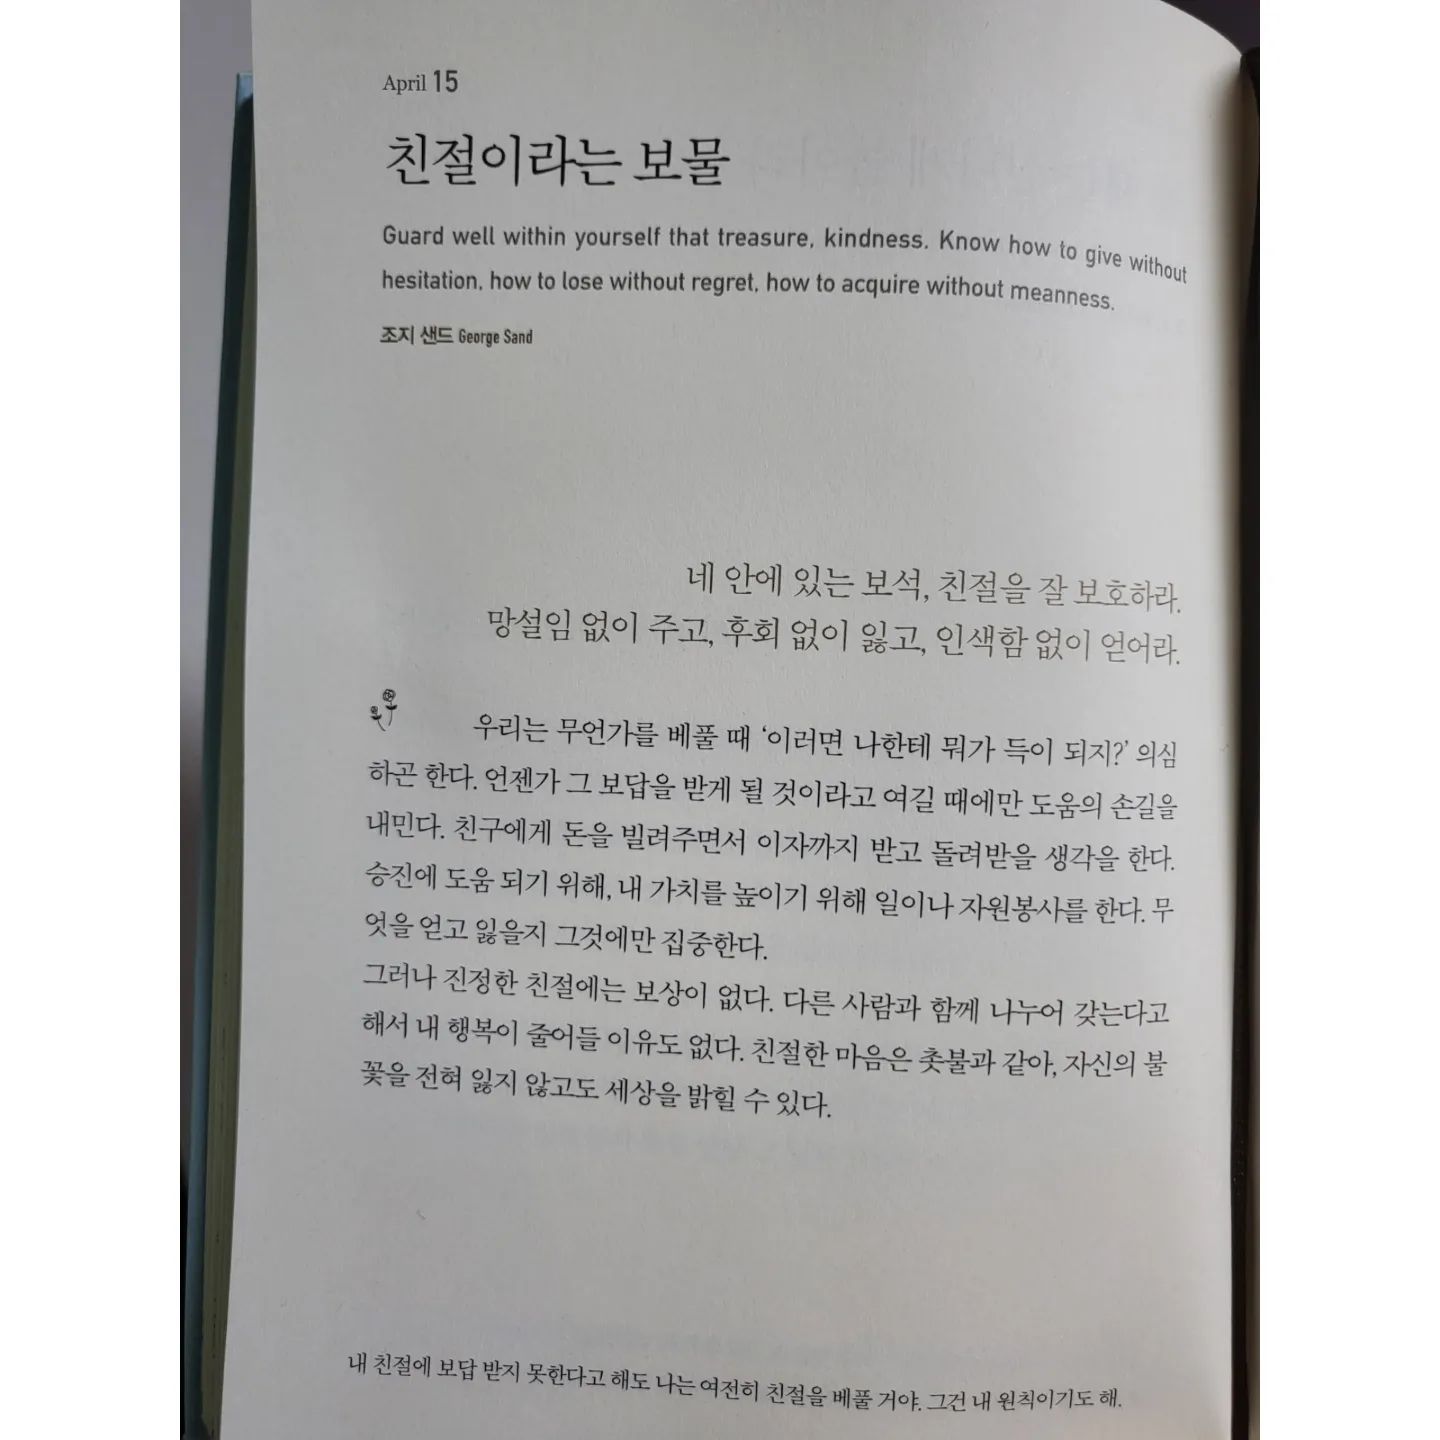 April 15
친절이라는 보물
Guard well within yourself that treasure, kindness. Know how to give without
hesitation, how to lose without regret, how to acquire without meanness.
조지 샌드 George Sand
네 안에 있는 보석, 친절을 잘 보호하라.
망설임 없이 주고, 후회 없이 잃고, 인색함 없이 얻어라.
우리는 무언가를 베풀 때 ‘이러면 나한테 뭐가 득이 되지?’ 의심
하곤 한다. 언젠가 그 보답을 받게 될 것이라고 여길 때에만 도움의 손길을
내민다. 친구에게 돈을 빌려주면서 이자까지 받고 돌려받을 생각을 한다.
승진에 도움 되기 위해, 내 가치를 높이기 위해 일이나 자원봉사를 한다. 무
엇을 얻고 잃을지 그것에만 집중한다.
그러나 진정한 친절에는 보상이 없다. 다른 사람과 함께 나누어 갖는다고
해서 내 행복이 줄어들 이유도 없다. 친절한 마음은 촛불과 같아, 자신의 불
꽃을 전혀 잃지 않고도 세상을 밝힐 수 있다.
내 친절에 보답 받지 못한다고 해도 나는 여전히 친절을 베풀 거야. 그건 내 원칙이기도 해.